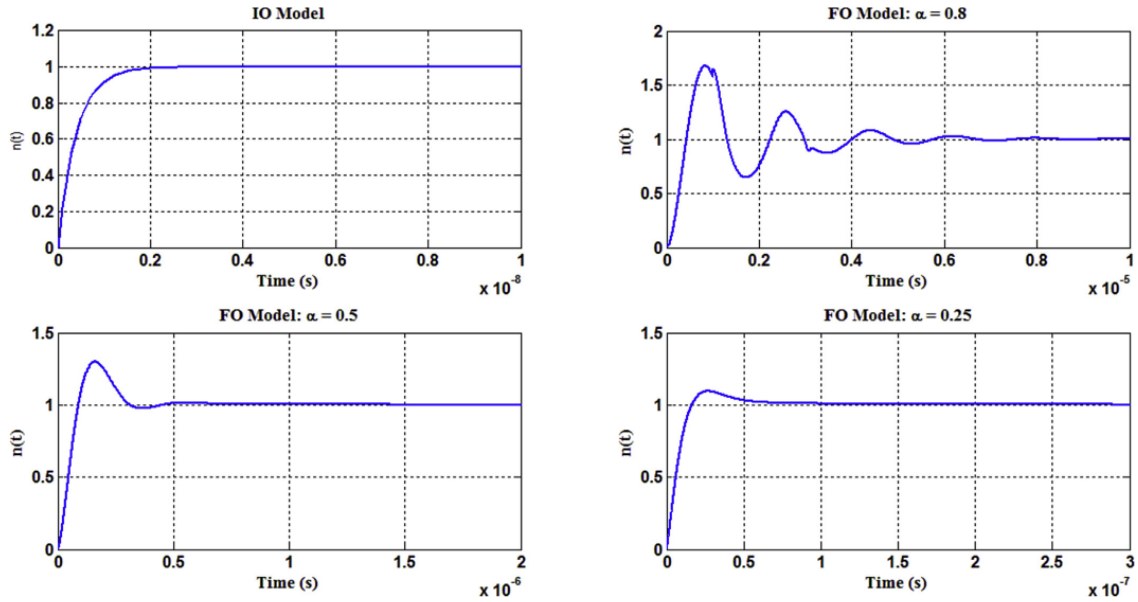 IO Model
1.2
1
0.8
0.6
0.4
0.2
0
n(t)
0 0.2 0.4 0.6 0.8 1
Time (s)
x 10⁻⁸
FO Model: α = 0.8
2
1.5
1
0.5
0
n(t)
0 0.2 0.4 0.6 0.8 1
Time (s)
x 10⁻⁵
FO Model: α = 0.5
1.5
1
0.5
0
n(t)
0 0.5 1 1.5 2
Time (s)
x 10⁻⁶
FO Model: α = 0.25
1.5
1
0.5
0
n(t)
0 0.5 1 1.5 2 2.5 3
Time (s)
x 10⁻⁷